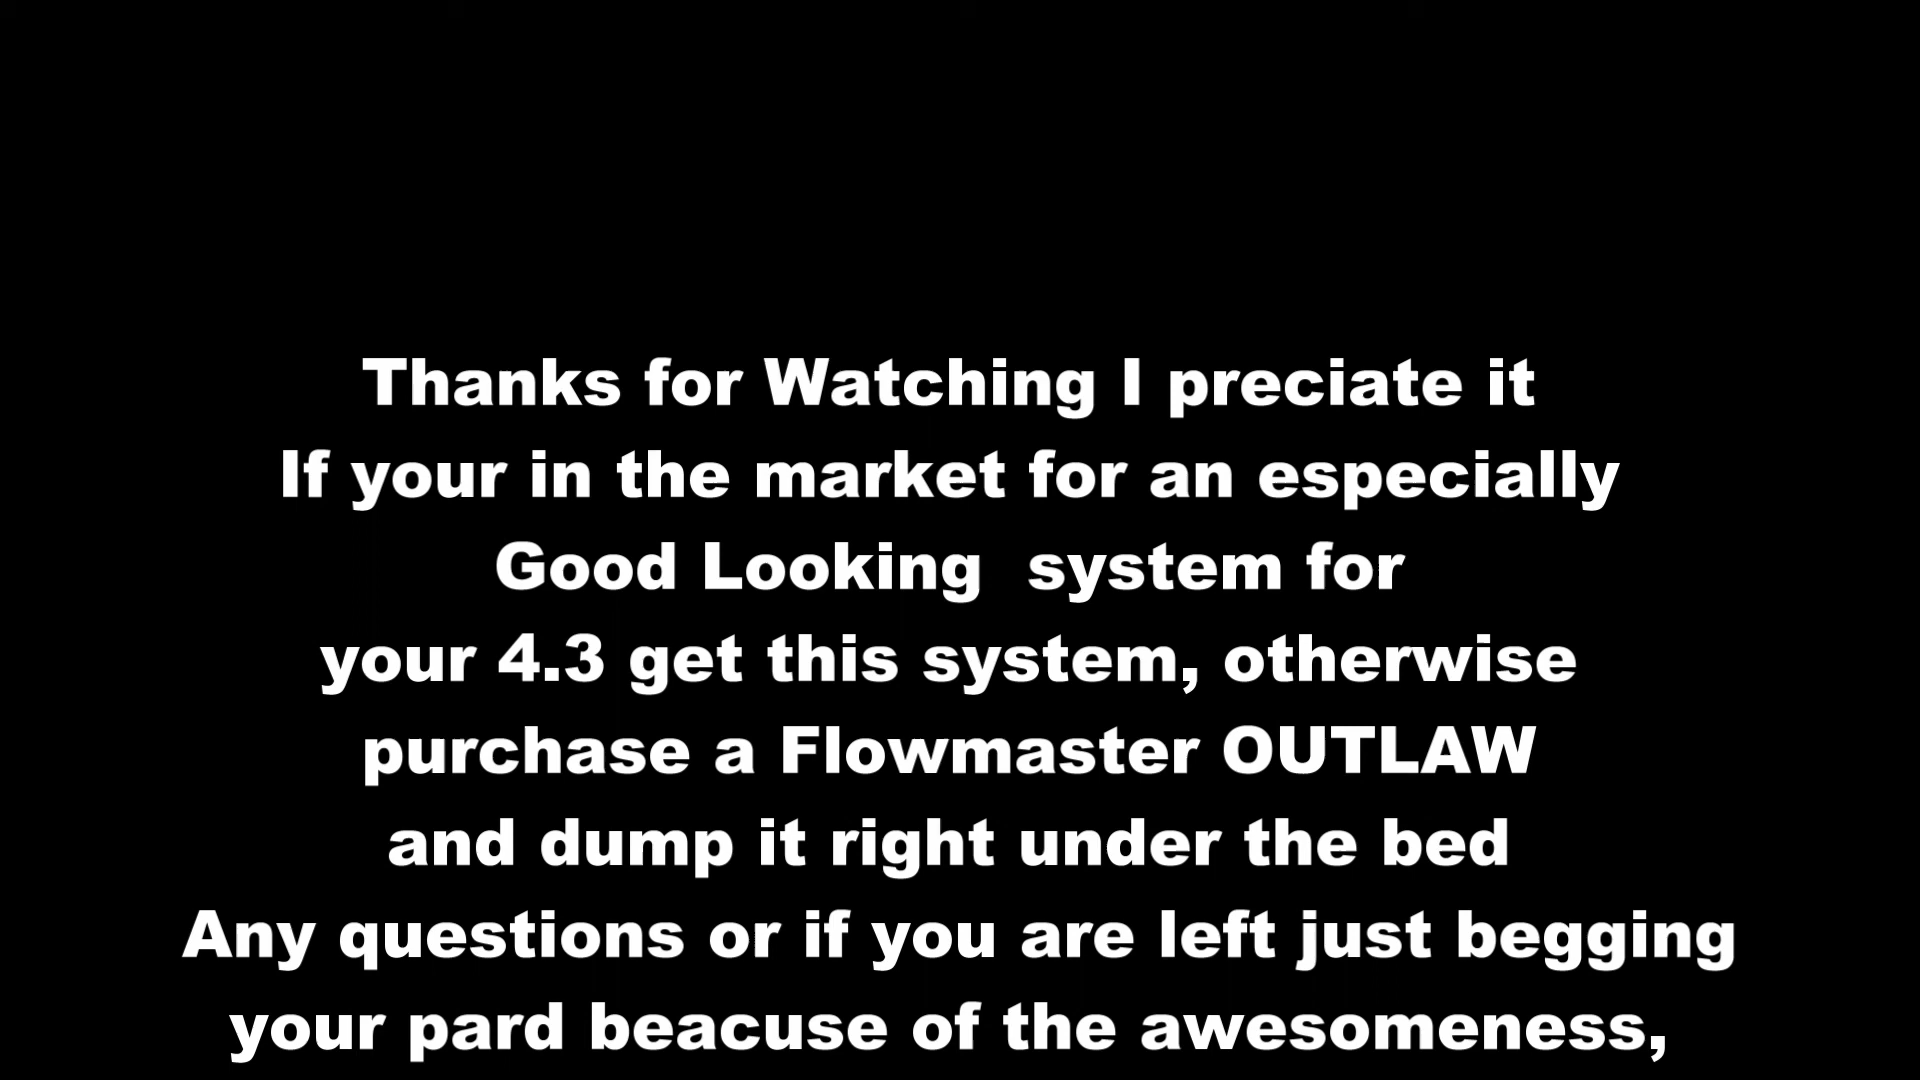 Thanks for Watching I preciate it
If your in the market for an especially
Good Looking  system for
your 4.3 get this system, otherwise
purchase a Flowmaster OUTLAW
and dump it right under the bed
Any questions or if you are left just begging
your pard beacuse of the awesomeness,